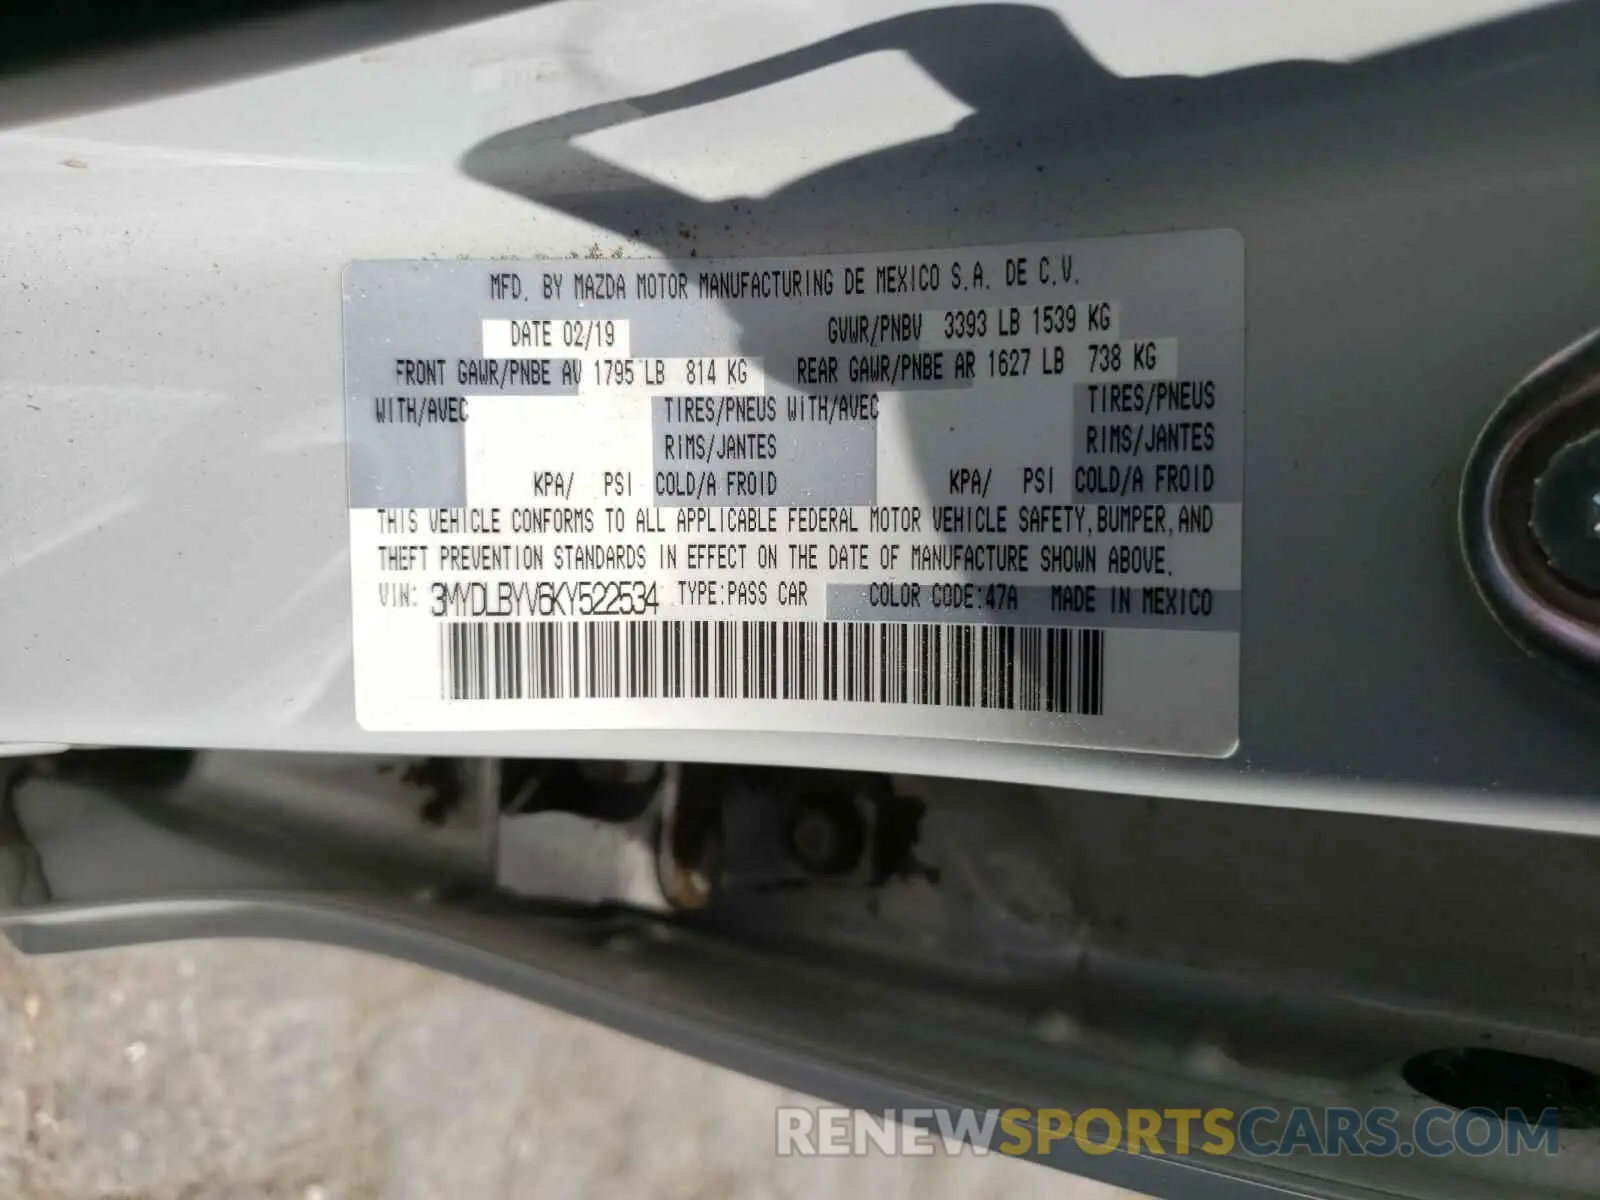 MFD. BY MAZDA MOTOR MANUFACTURING DE MEXICO S.A. DE C.V.
DATE 02/19 GVWR/PNBV 3393 LB 1539 KG
FRONT GAWR/PNBE AV 1795 LB 814 KG REAR GAWR/PNBE AR 1627 LB 738 KG
WITH/AVEC TIRES/PNEUS WITH/AVEC TIRES/PNEUS
RIMS/JANTES RIMS/JANTES
KPA/ PSI COLD/A FROID KPA/ PSI COLD/A FROID
THIS VEHICLE CONFORMS TO ALL APPLICABLE FEDERAL MOTOR VEHICLE SAFETY, BUMPER, AND
THEFT PREVENTION STANDARDS IN EFFECT ON THE DATE OF MANUFACTURE SHOWN ABOVE.
VIN: 3MYDLBYV6KY522534 TYPE:PASS CAR COLOR CODE:47A MADE IN MEXICO
RENEWSPORTSCARS.COM